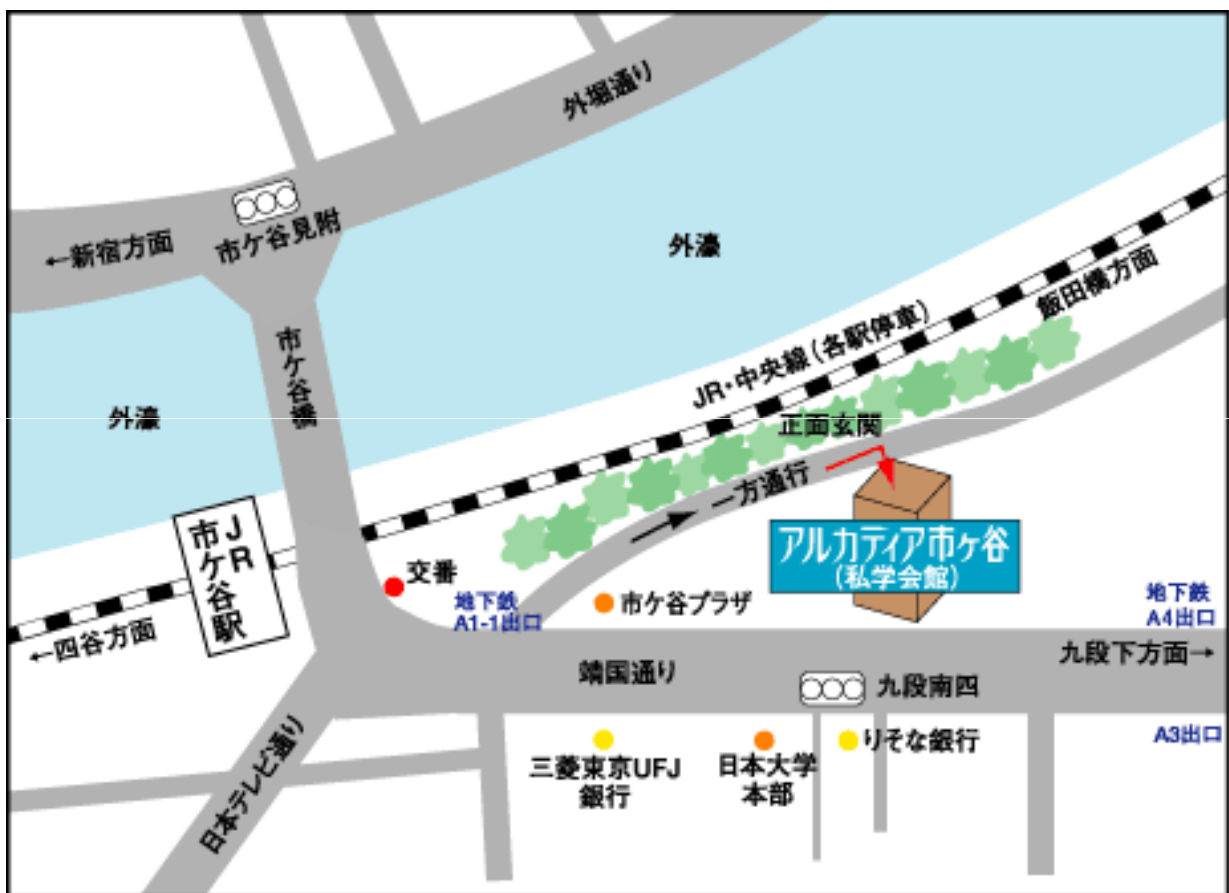 外堀通り
市ケ谷見附
←新宿方面
外濠
市ケ谷橋
外濠
飯田橋方面
JR・中央線(各駅停車)
正面玄関
一方通行
アルカディア市ヶ谷
(私学会館)
JR
市ケ谷駅
交番
地下鉄
A1-1出口
市ケ谷プラザ
地下鉄
A4出口
←四谷方面
靖国通り
九段南四
九段下方面→
日本テレビ通り
三菱東京UFJ
銀行
日本大学
本部
りそな銀行
A3出口